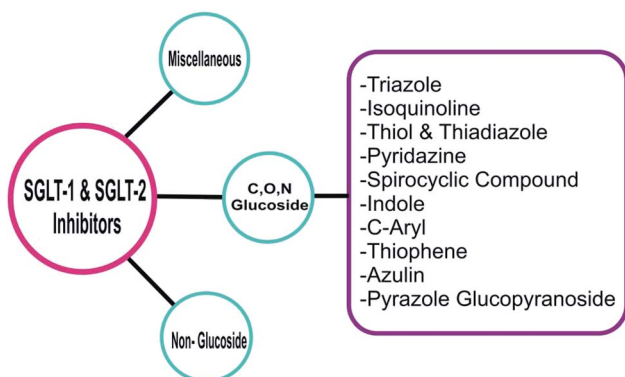 Miscellaneous
SGLT-1 & SGLT-2
Inhibitors
C,O,N
Glucoside
Non- Glucoside
-Triazole
-Isoquinoline
-Thiol & Thiadiazole
-Pyridazine
-Spirocyclic Compound
-Indole
-C-Aryl
-Thiophene
-Azulin
-Pyrazole Glucopyranoside